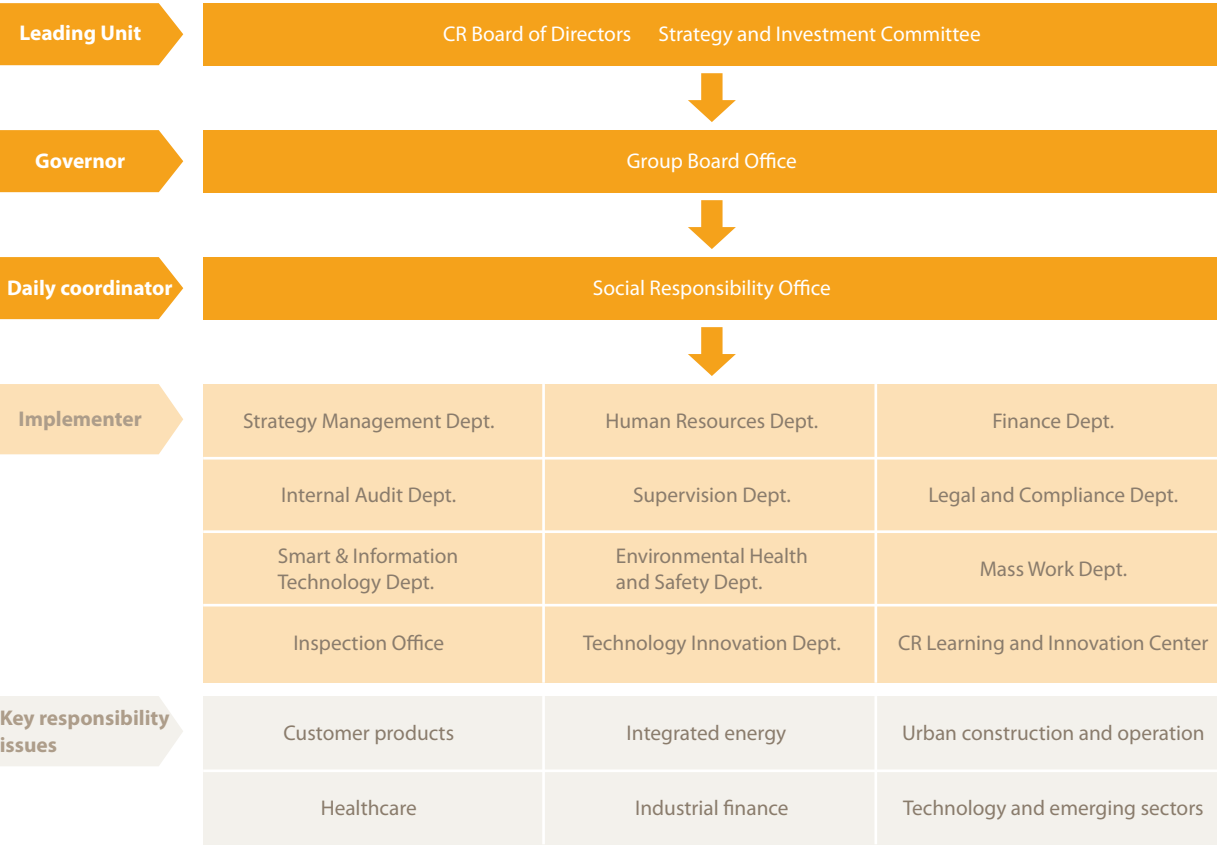 Leading Unit
CR Board of Directors Strategy and Investment Committee
Governor
Group Board Office
Daily coordinator
Social Responsibility Office
Implementer
Strategy Management Dept.
Human Resources Dept.
Finance Dept.
Internal Audit Dept.
Supervision Dept.
Legal and Compliance Dept.
Smart & Information
Technology Dept.
Environmental Health
and Safety Dept.
Mass Work Dept.
Inspection Office
Technology Innovation Dept.
CR Learning and Innovation Center
Key responsibility
issues
Customer products
Integrated energy
Urban construction and operation
Healthcare
Industrial finance
Technology and emerging sectors